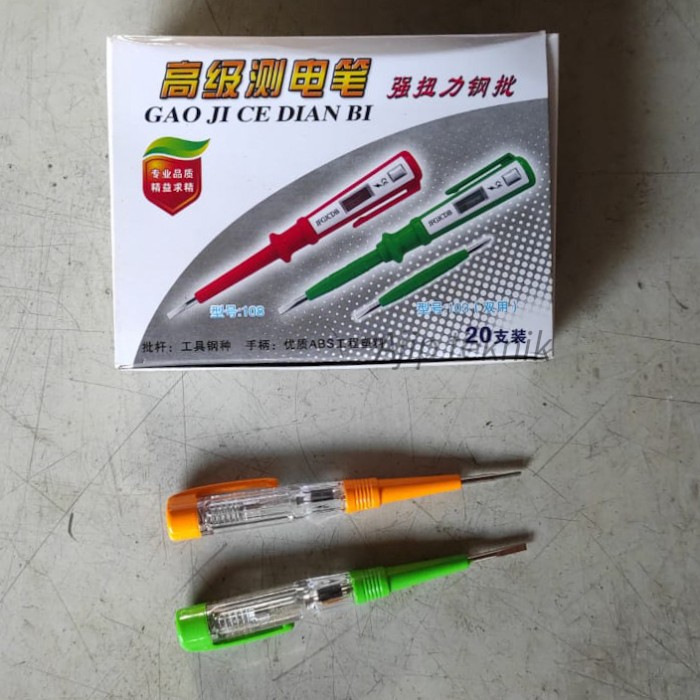 高级测电笔
强扭力钢批
GAO JI CE DIAN BI
专业品质
精益求精
型号:108
20支装
批杆：工具钢种 手柄：优质ABS工程塑料